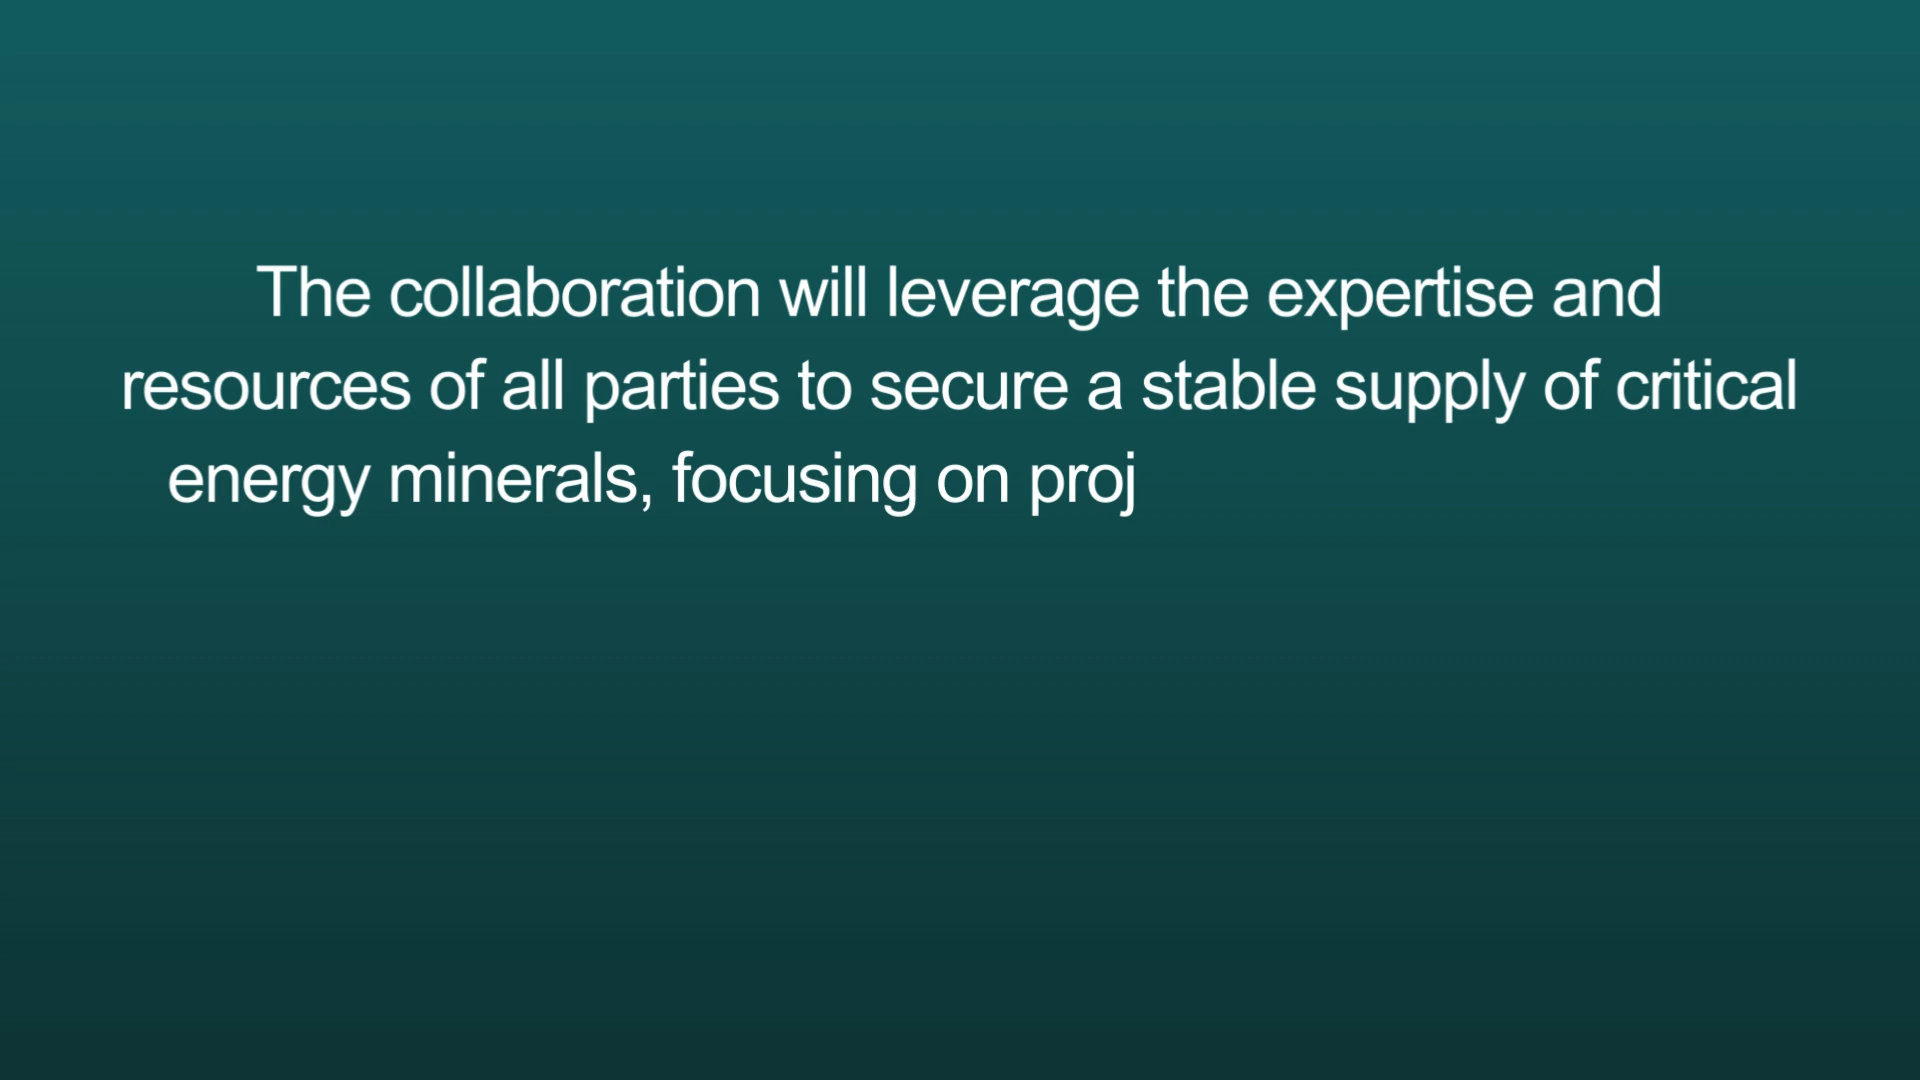 The collaboration will leverage the expertise and
resources of all parties to secure a stable supply of critical
energy minerals, focusing on proj